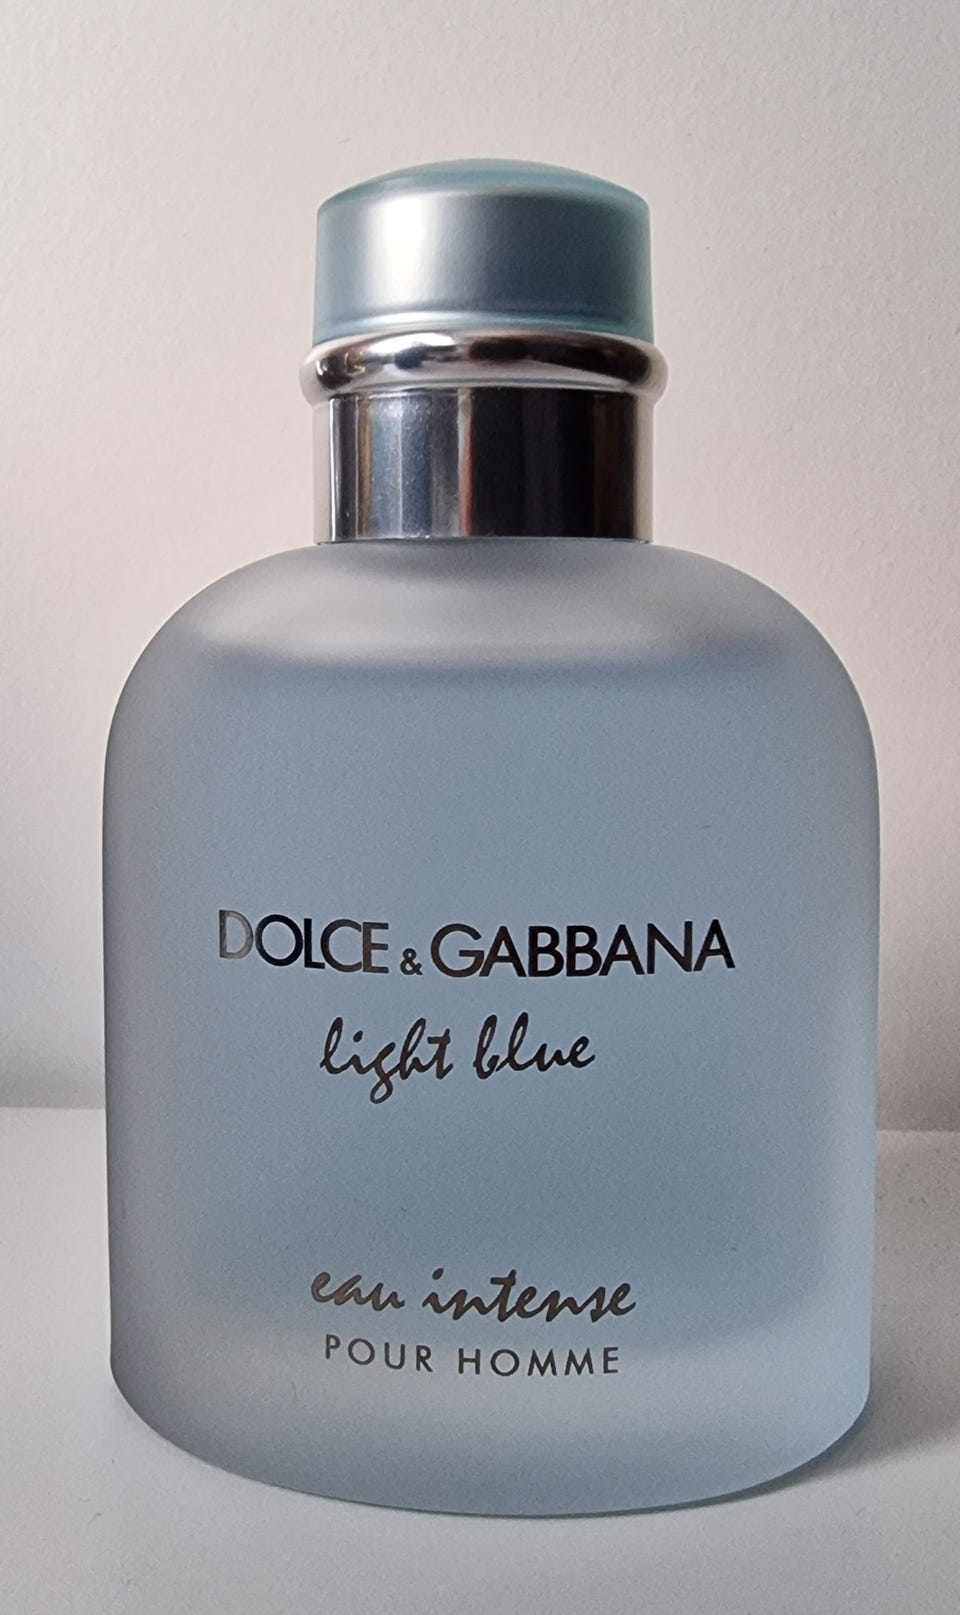 DOLCE & GABBANA
light blue
eau intense
POUR HOMME